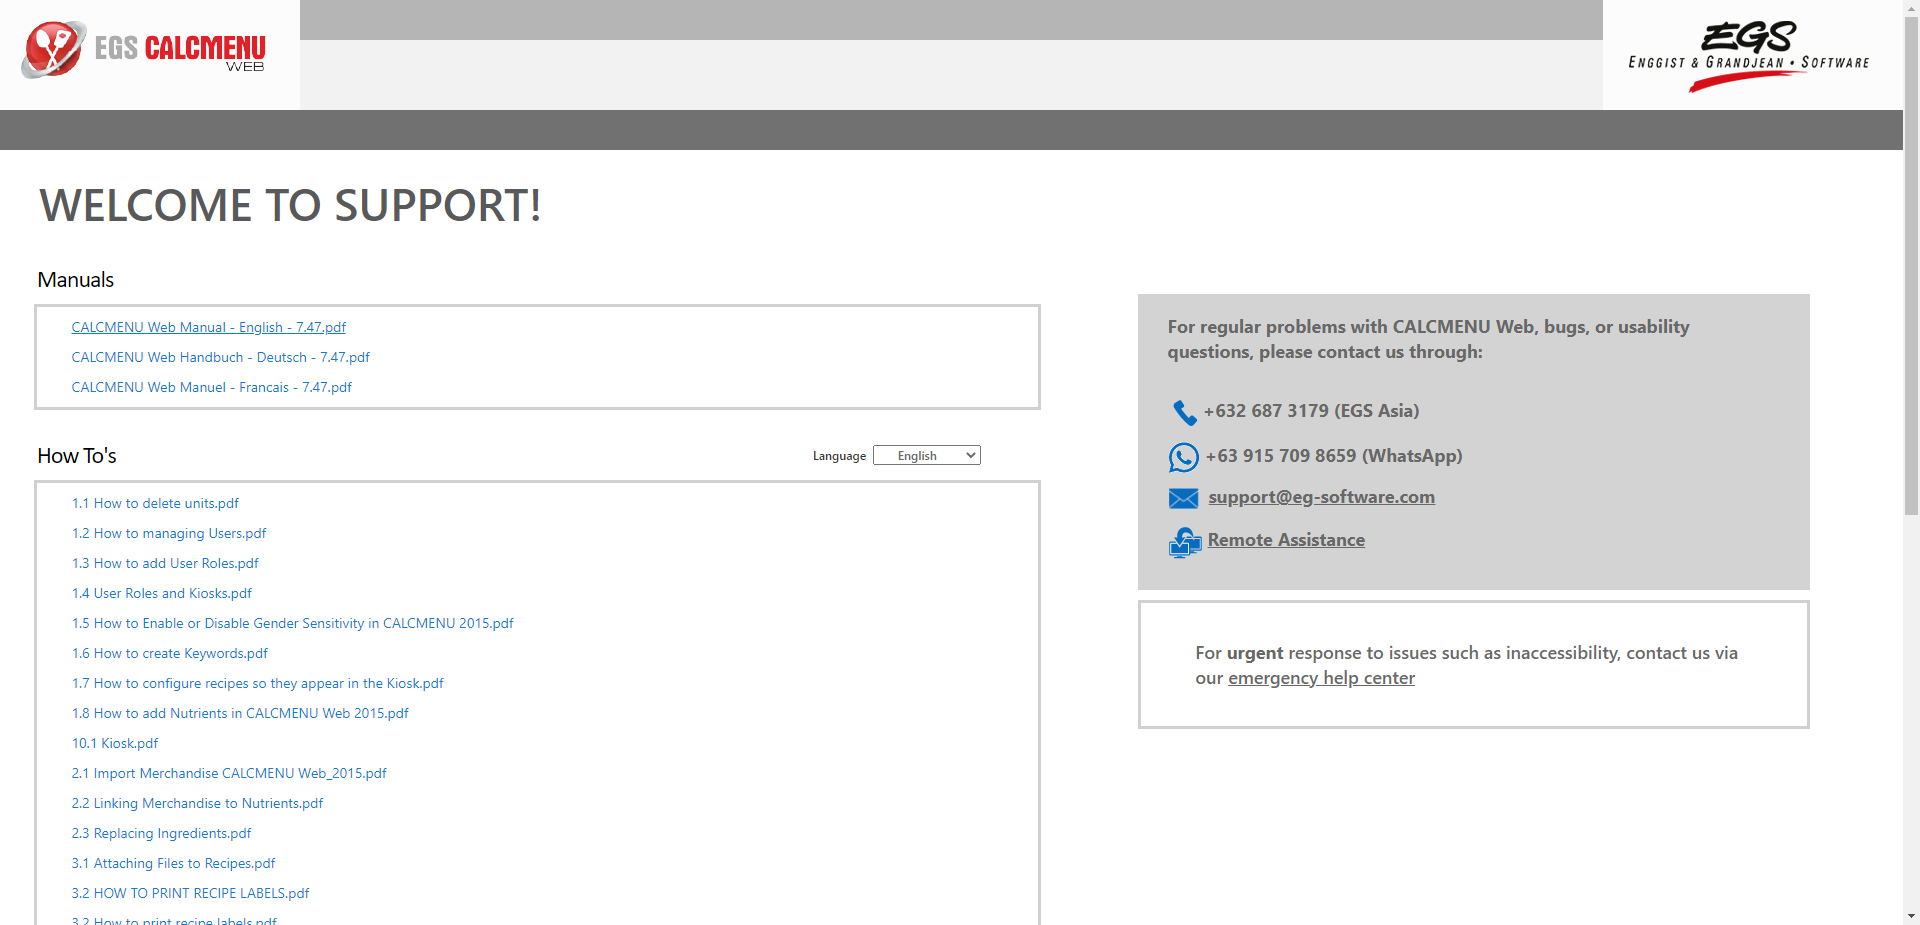 EGS CALCMENU
WEB
EGS
ENGGIST & GRANDJEAN • SOFTWARE
WELCOME TO SUPPORT!
Manuals
CALCMENU Web Manual - English - 7.47.pdf
CALCMENU Web Handbuch - Deutsch - 7.47.pdf
CALCMENU Web Manuel - Francais - 7.47.pdf
How To's
Language English
1.1 How to delete units.pdf
1.2 How to managing Users.pdf
1.3 How to add User Roles.pdf
1.4 User Roles and Kiosks.pdf
1.5 How to Enable or Disable Gender Sensitivity in CALCMENU 2015.pdf
1.6 How to create Keywords.pdf
1.7 How to configure recipes so they appear in the Kiosk.pdf
1.8 How to add Nutrients in CALCMENU Web 2015.pdf
10.1 Kiosk.pdf
2.1 Import Merchandise CALCMENU Web_2015.pdf
2.2 Linking Merchandise to Nutrients.pdf
2.3 Replacing Ingredients.pdf
3.1 Attaching Files to Recipes.pdf
3.2 HOW TO PRINT RECIPE LABELS.pdf
3.2 How to print recipe labels.pdf
For regular problems with CALCMENU Web, bugs, or usability
questions, please contact us through:
+632 687 3179 (EGS Asia)
+63 915 709 8659 (WhatsApp)
support@eg-software.com
Remote Assistance
For urgent response to issues such as inaccessibility, contact us via
our emergency help center